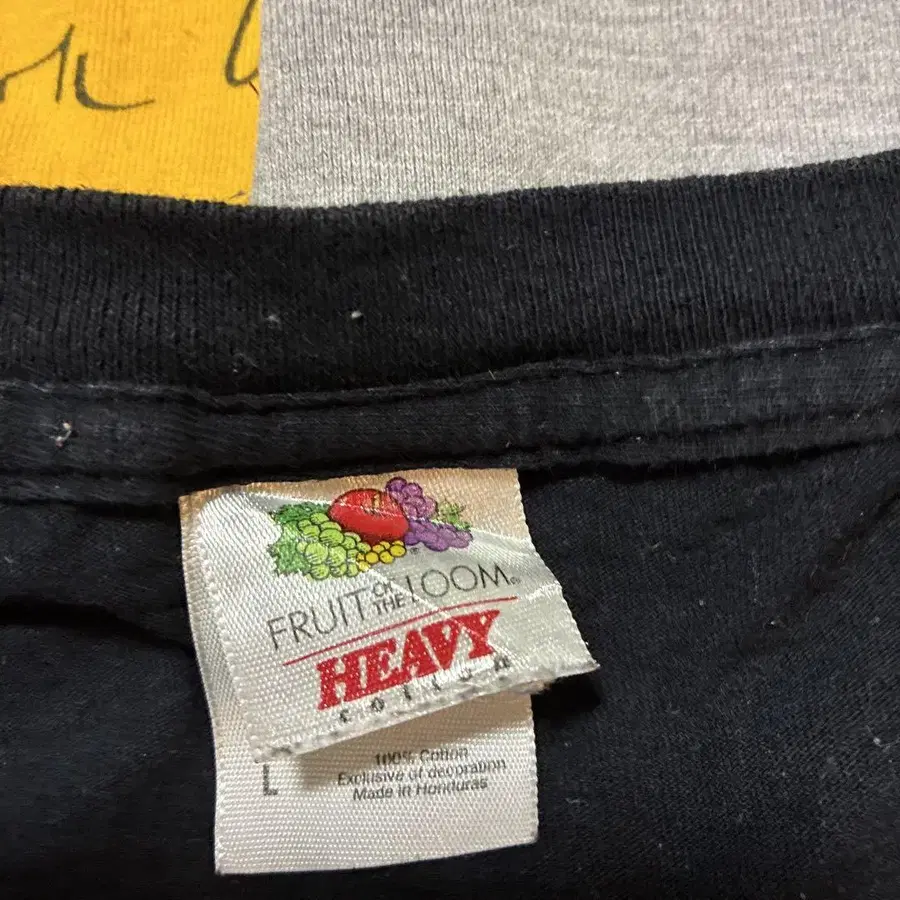 FRUIT OF THE LOOM®
HEAVY
cotton
L
100% Cotton
Exclusive of decoration
Made in Honduras